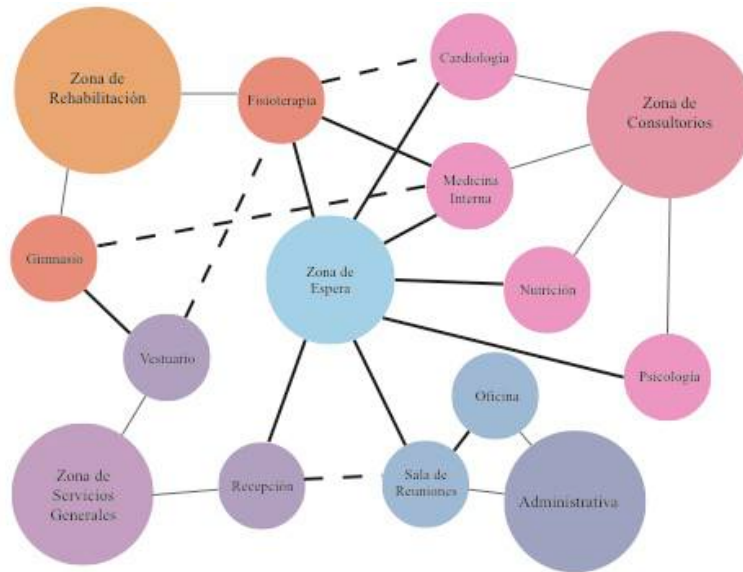 Cardiología
Zona de
Rehabilitación
Fisioterapia
Zona de
Consultorios
Medicina
Interna
Gimnasio
Zona de
Espera
Nutrición
Vestuario
Psicología
Oficina
Zona de
Servicios
Generales
Recepción
Sala de
Reuniones
Administrativa